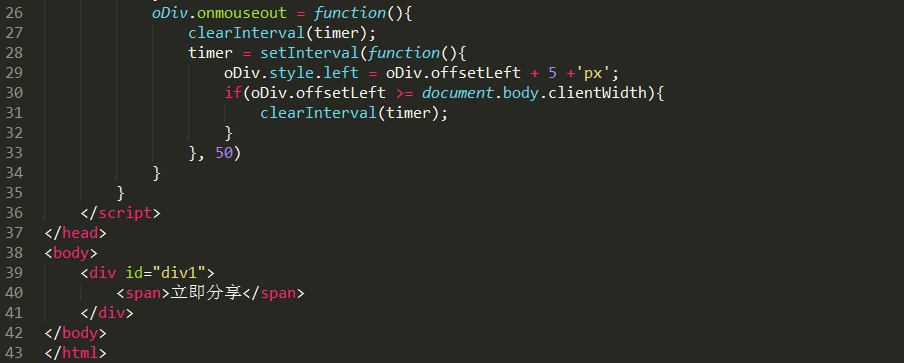 26 oDiv.onmouseout = function(){
27 clearInterval(timer);
28 timer = setInterval(function(){
29 oDiv.style.left = oDiv.offsetLeft + 5 +'px';
30 if(oDiv.offsetLeft >= document.body.clientWidth){
31 clearInterval(timer);
32 }
33 }, 50)
34 }
35 }
36 </script>
37 </head>
38 <body>
39 <div id="div1">
40 <span>立即分享</span>
41 </div>
42 </body>
43 </html>